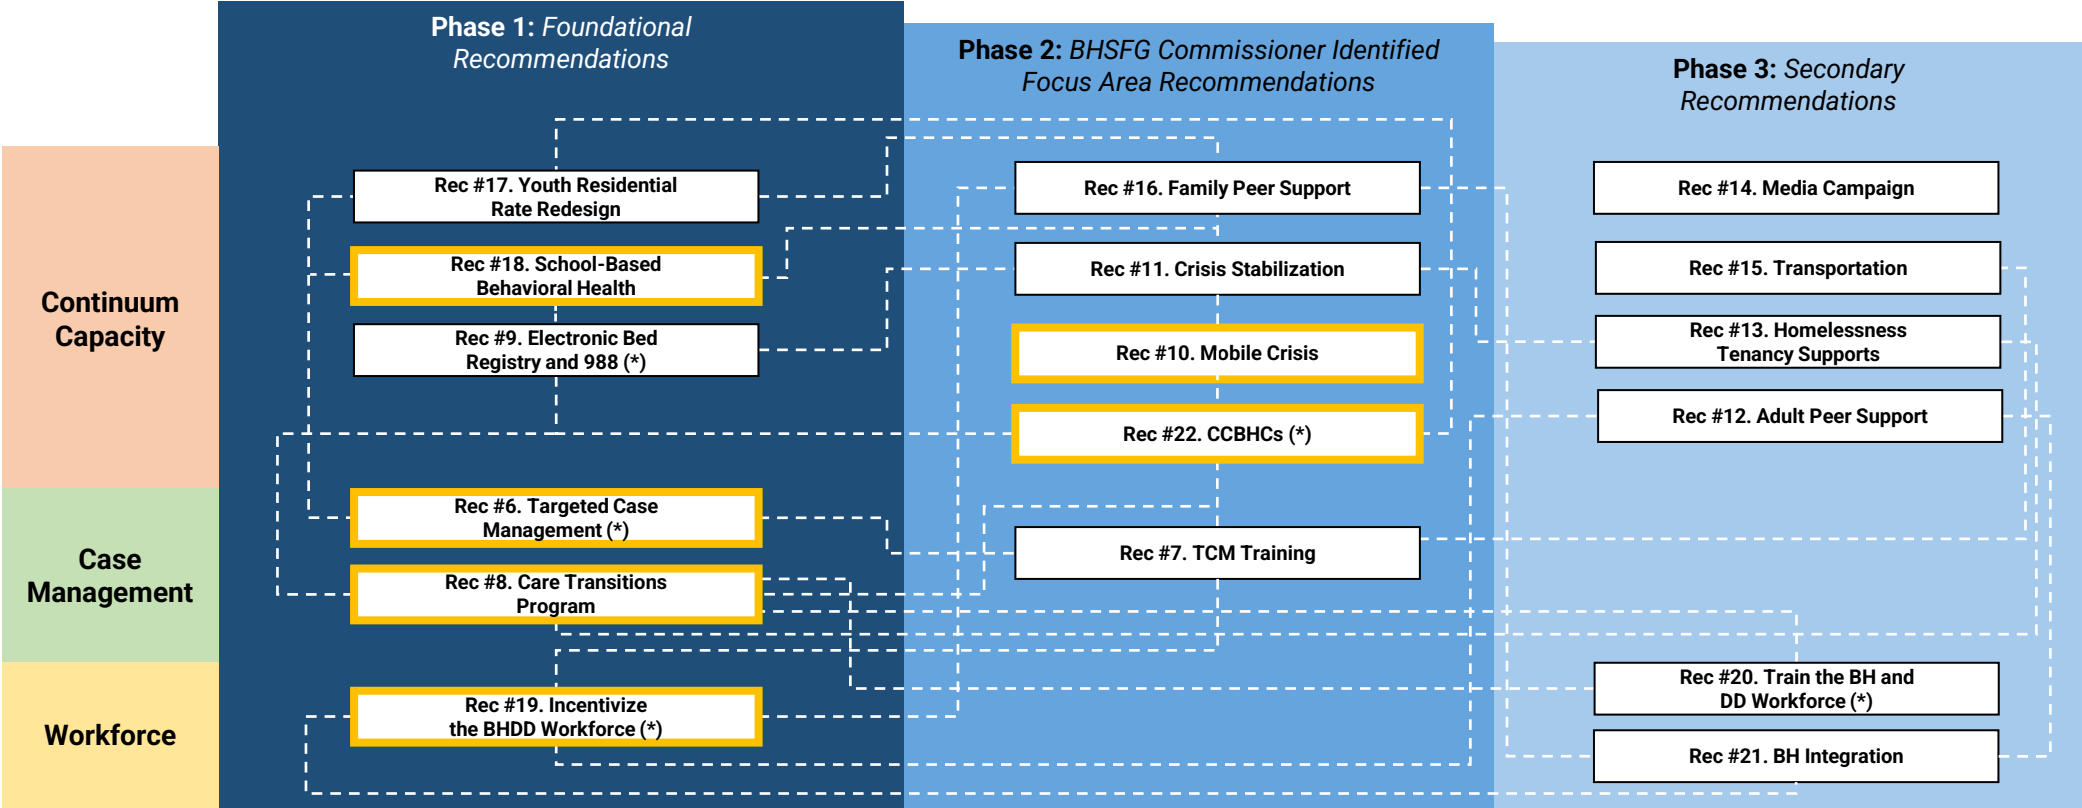 Phase 1: Foundational
Recommendations
Phase 2: BHSFG Commissioner Identified
Focus Area Recommendations
Phase 3: Secondary
Recommendations
Continuum
Capacity
Rec #17. Youth Residential
Rate Redesign
Rec #18. School-Based
Behavioral Health
Rec #9. Electronic Bed
Registry and 988 (*)
Rec #16. Family Peer Support
Rec #11. Crisis Stabilization
Rec #10. Mobile Crisis
Rec #22. CCBHCs (*)
Rec #14. Media Campaign
Rec #15. Transportation
Rec #13. Homelessness
Tenancy Supports
Rec #12. Adult Peer Support
Case
Management
Rec #6. Targeted Case
Management (*)
Rec #8. Care Transitions
Program
Rec #7. TCM Training
Workforce
Rec #19. Incentivize
the BHDD Workforce (*)
Rec #20. Train the BH and
DD Workforce (*)
Rec #21. BH Integration